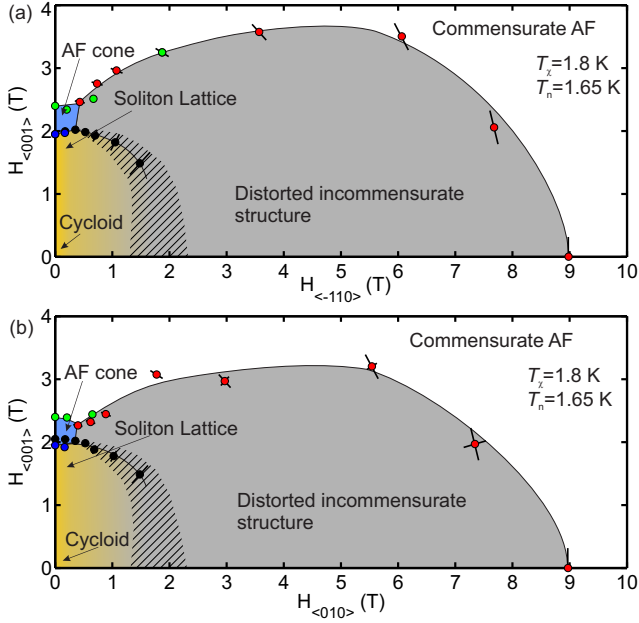 (a)
4
3
2
1
0
H<001> (T)
AF cone
Soliton Lattice
Cycloid
Commensurate AF
Tχ=1.8 K
Tn=1.65 K
Distorted incommensurate
structure
0 1 2 3 4 5 6 7 8 9 10
H<-110> (T)
(b)
4
3
2
1
0
H<001> (T)
AF cone
Soliton Lattice
Cycloid
Commensurate AF
Tχ=1.8 K
Tn=1.65 K
Distorted incommensurate
structure
0 1 2 3 4 5 6 7 8 9 10
H<010> (T)